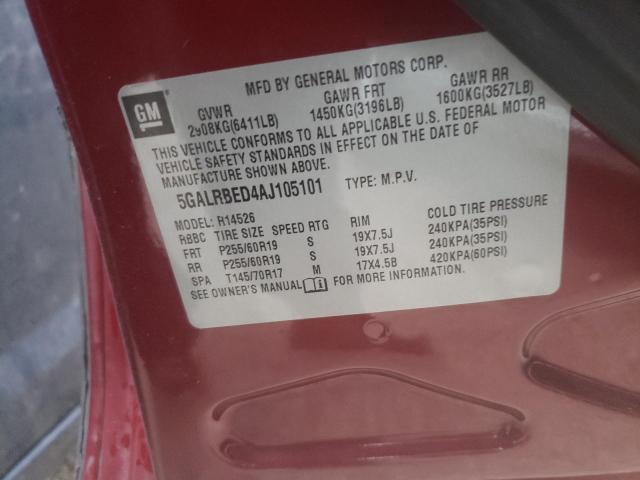 GM
MFD BY GENERAL MOTORS CORP.
GVWR GAWR FRT GAWR RR
2908KG(6411LB) 1450KG(3196LB) 1600KG(3527LB)
THIS VEHICLE CONFORMS TO ALL APPLICABLE U.S. FEDERAL MOTOR
VEHICLE SAFETY STANDARDS IN EFFECT ON THE DATE OF
MANUFACTURE SHOWN ABOVE.
5GALRBED4AJ105101 TYPE: M.P.V.
MODEL: R14526
RBBC TIRE SIZE SPEED RTG RIM COLD TIRE PRESSURE
FRT P255/60R19 S 19X7.5J 240KPA(35PSI)
RR P255/60R19 S 19X7.5J 240KPA(35PSI)
SPA T145/70R17 M 17X4.5B 420KPA(60PSI)
SEE OWNER'S MANUAL FOR MORE INFORMATION.